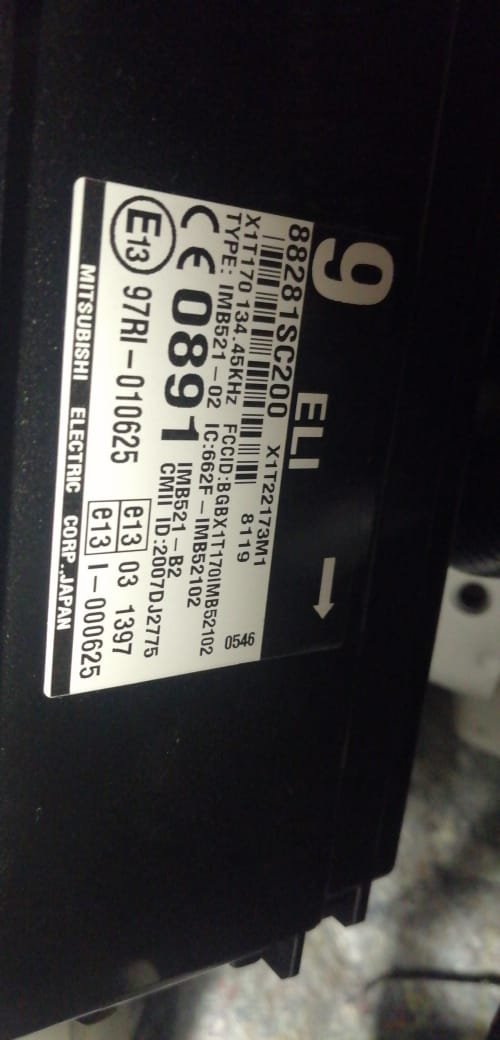 9 ELI →
88281SC200 X1T22173M1
8119
X1T170 134.45KHz FCCID:BGBX1T170IMB52102 0546
TYPE: IMB521-02 IC:662F-IMB52102
CE 0891 IMB521-B2
CMII ID:2007DJ2775
E13 97RI-010625 e13 03 1397
e13 I-000625
MITSUBISHI ELECTRIC CORP.,JAPAN